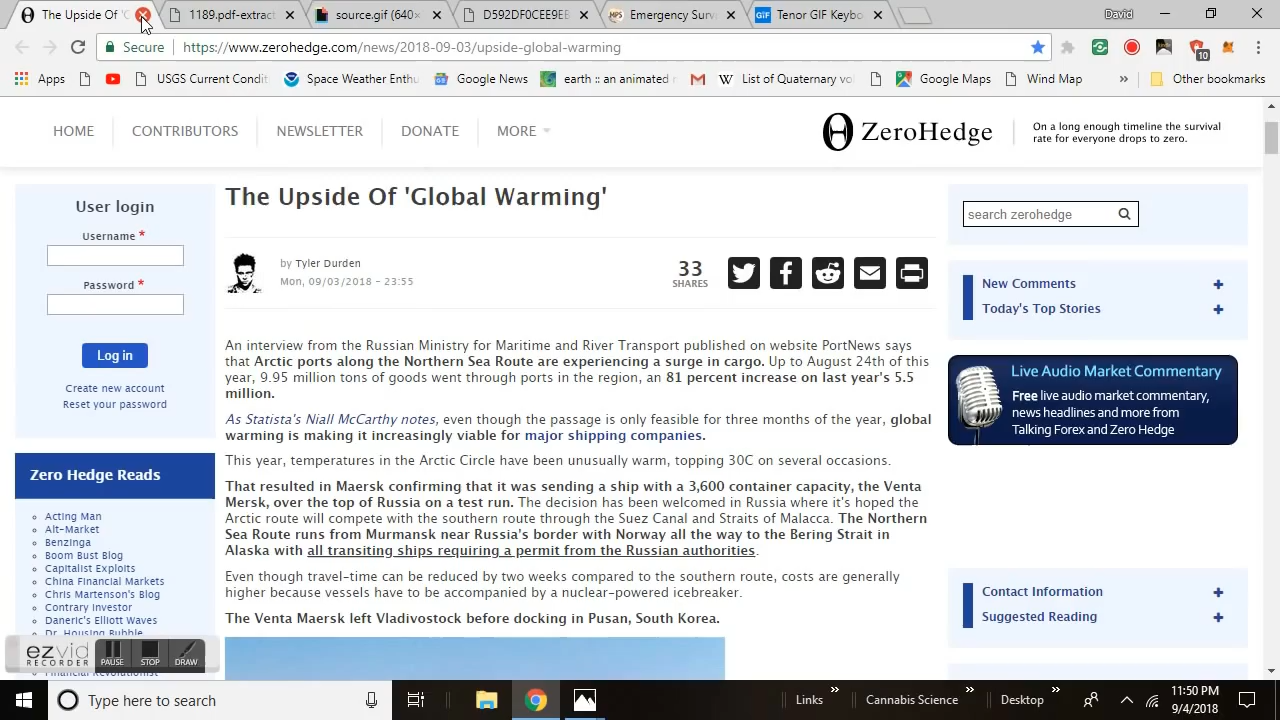 The Upside Of 'G
1189.pdf-extract
source.gif (640×
D5192DF0CEE9EE
Emergency Surv
Tenor GIF Keybo
David
Secure
https://www.zerohedge.com/news/2018-09-03/upside-global-warming
10
Apps
USGS Current Condit
Space Weather Enthu
Google News
earth :: an animated
List of Quaternary vo
Google Maps
Wind Map
»
Other bookmarks
HOME
CONTRIBUTORS
NEWSLETTER
DONATE
MORE
ZeroHedge
On a long enough timeline the survival
rate for everyone drops to zero.
User login
Username *
Password *
Log in
Create new account
Reset your password
Zero Hedge Reads
Acting Man
Alt-Market
Benzinga
Boom Bust Blog
Capitalist Exploits
China Financial Markets
Chris Martenson's Blog
Contrary Investor
Daneric's Elliott Waves
Dr. Housing Bubble
Financial Revolutionist
ezvid
RECORDER
PAUSE
STOP
DRAW
The Upside Of 'Global Warming'
by Tyler Durden
Mon, 09/03/2018 - 23:55
33
SHARES
An interview from the Russian Ministry for Maritime and River Transport published on website PortNews says
that Arctic ports along the Northern Sea Route are experiencing a surge in cargo. Up to August 24th of this
year, 9.95 million tons of goods went through ports in the region, an 81 percent increase on last year's 5.5
million.
As Statista's Niall McCarthy notes, even though the passage is only feasible for three months of the year, global
warming is making it increasingly viable for major shipping companies.
This year, temperatures in the Arctic Circle have been unusually warm, topping 30C on several occasions.
That resulted in Maersk confirming that it was sending a ship with a 3,600 container capacity, the Venta
Mersk, over the top of Russia on a test run. The decision has been welcomed in Russia where it's hoped the
Arctic route will compete with the southern route through the Suez Canal and Straits of Malacca. The Northern
Sea Route runs from Murmansk near Russia's border with Norway all the way to the Bering Strait in
Alaska with all transiting ships requiring a permit from the Russian authorities.
Even though travel-time can be reduced by two weeks compared to the southern route, costs are generally
higher because vessels have to be accompanied by a nuclear-powered icebreaker.
The Venta Maersk left Vladivostock before docking in Pusan, South Korea.
search zerohedge
New Comments +
Today's Top Stories +
Live Audio Market Commentary
Free live audio market commentary,
news headlines and more from
Talking Forex and Zero Hedge
Contact Information +
Suggested Reading +
Type here to search
Links »
Cannabis Science »
Desktop »
11:50 PM
9/4/2018